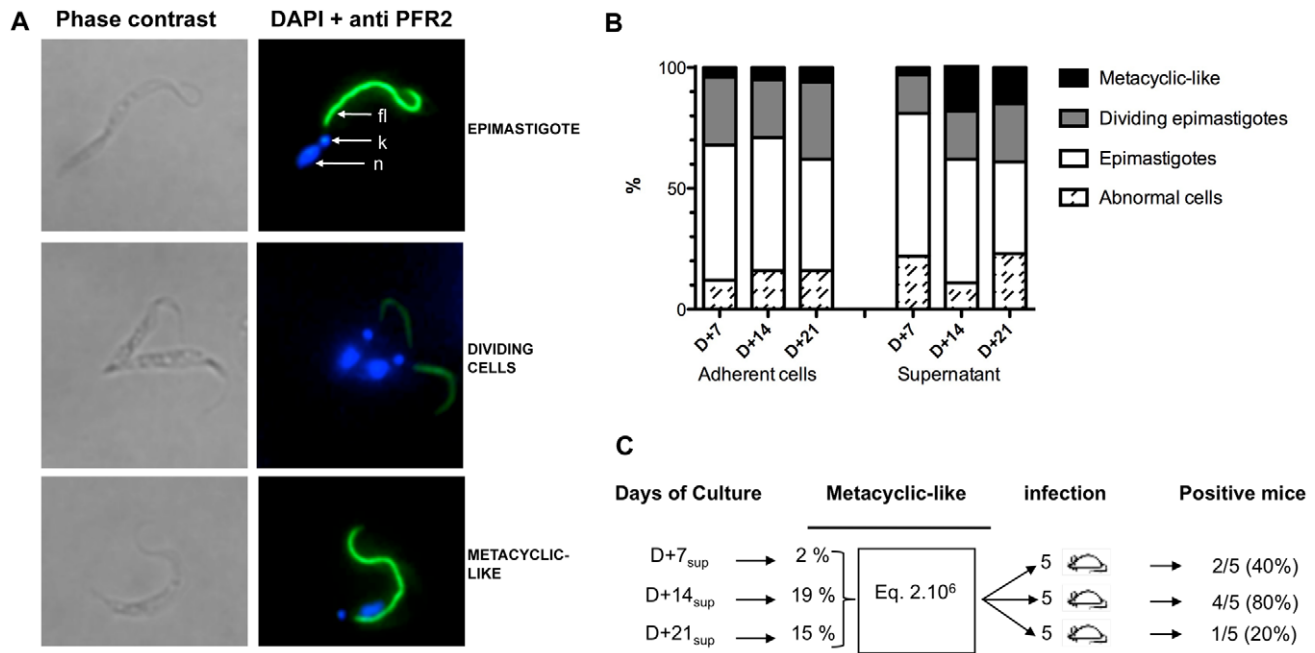 A
Phase contrast
DAPI + anti PFR2
fl
k
n
EPIMASTIGOTE
DIVIDING
CELLS
METACYCLIC-
LIKE
B
100
50
0
%
D+7
D+14
D+21
D+7
D+14
D+21
Adherent cells
Supernatant
Metacyclic-like
Dividing epimastigotes
Epimastigotes
Abnormal cells
C
Days of Culture Metacyclic-like infection Positive mice
D+7sup 2 % 5 2/5 (40%)
D+14sup 19 % Eq. 2.10⁶ 5 4/5 (80%)
D+21sup 15 % 5 1/5 (20%)